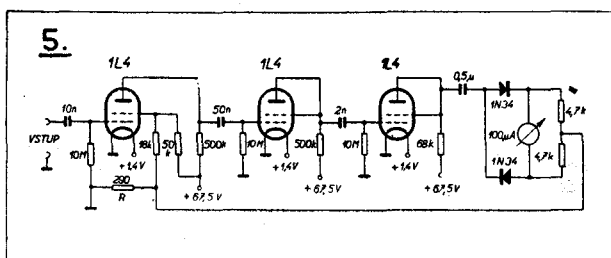 5.
1L4
1L4
1L4
0,5µ
1N34
4,7k
100µA
4,7k
1N34
10n
VSTUP
10M
+1,4V
18k
50k
500k
50n
10M
+1,4V
500k
2n
10M
+1,4V
68k
290
R
+67,5V
+67,5V
+67,5V